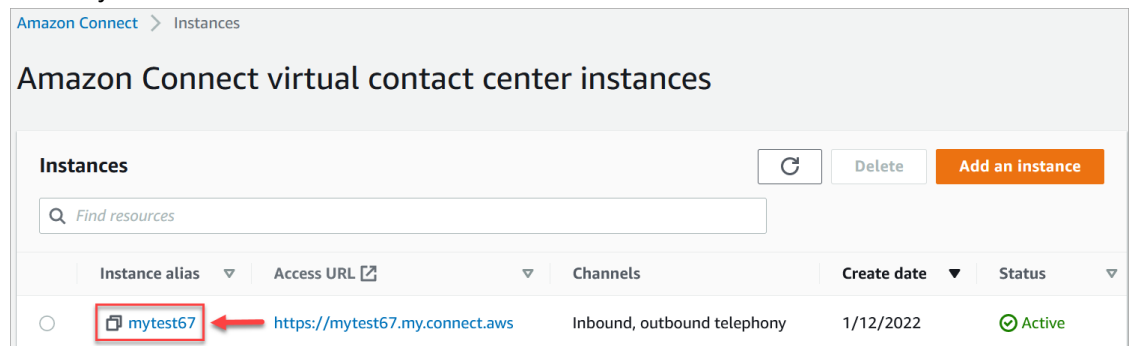 Amazon Connect > Instances
Amazon Connect virtual contact center instances
Instances
Delete
Add an instance
Find resources
Instance alias
Access URL
Channels
Create date
Status
mytest67
https://mytest67.my.connect.aws
Inbound, outbound telephony
1/12/2022
Active